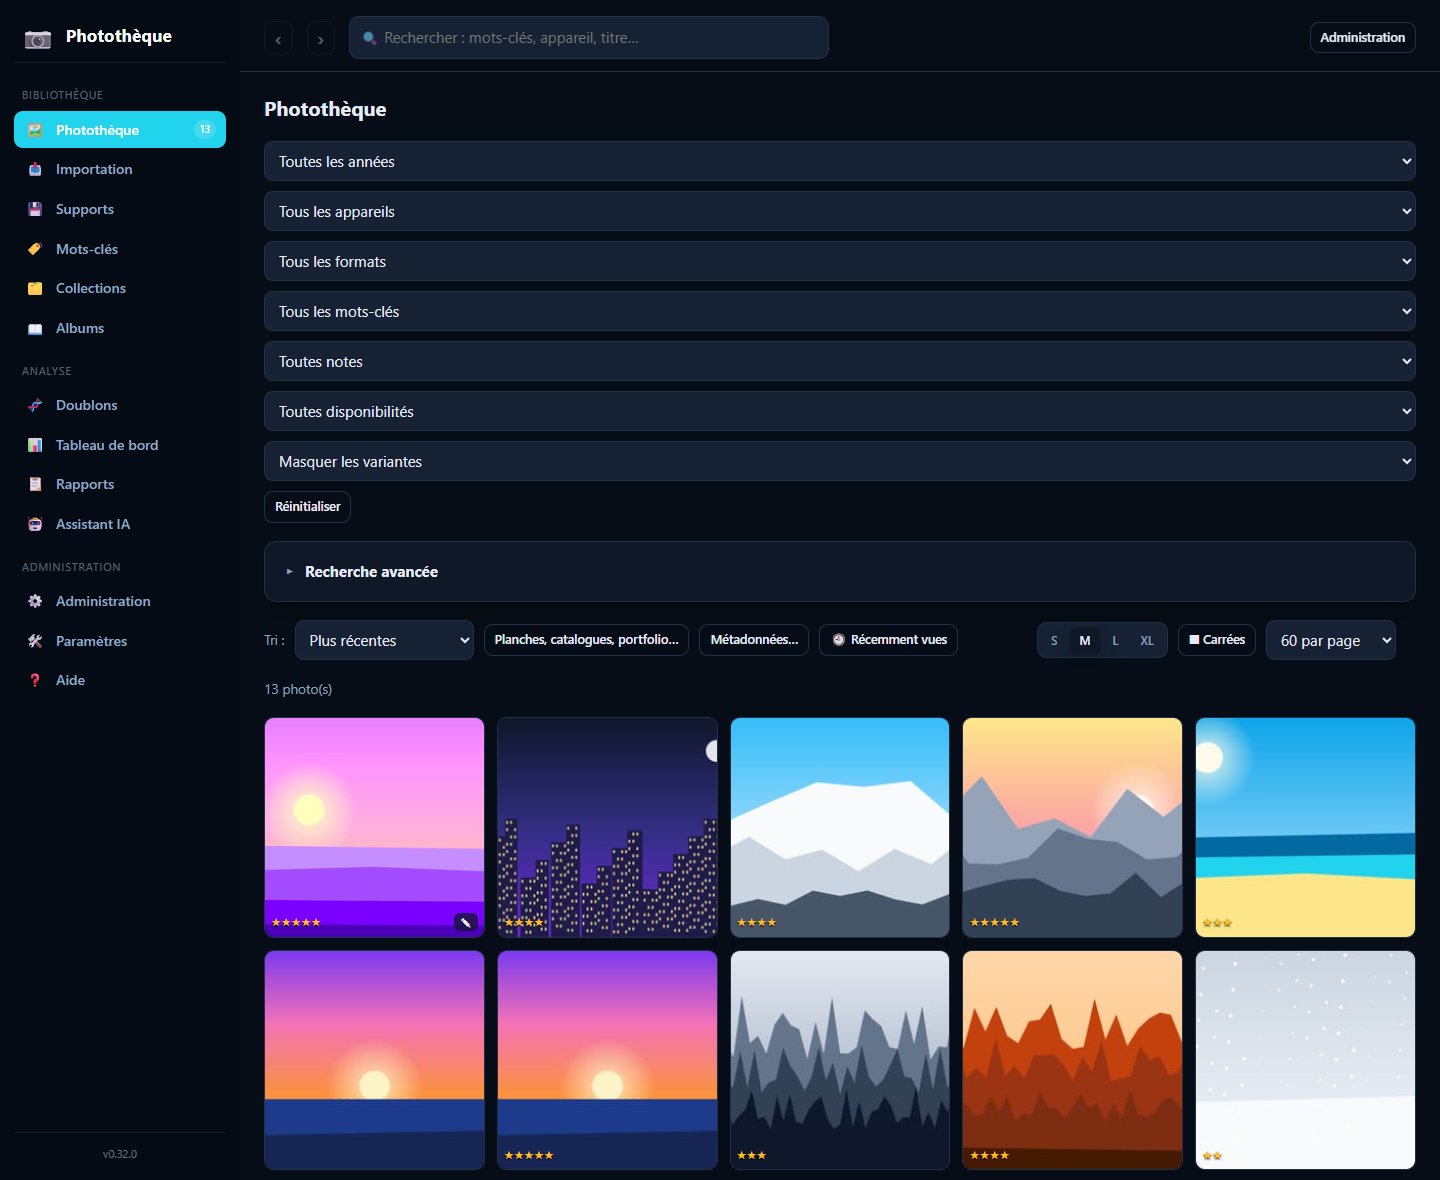 Photothèque
Rechercher : mots-clés, appareil, titre...
Administration
BIBLIOTHÈQUE
Photothèque 13
Importation
Supports
Mots-clés
Collections
Albums
ANALYSE
Doublons
Tableau de bord
Rapports
Assistant IA
ADMINISTRATION
Administration
Paramètres
Aide
v0.32.0
Photothèque
Toutes les années
Tous les appareils
Tous les formats
Tous les mots-clés
Toutes notes
Toutes disponibilités
Masquer les variantes
Réinitialiser
Recherche avancée
Tri : Plus récentes Planches, catalogues, portfolio... Métadonnées... Récemment vues S M L XL Carrées 60 par page
13 photo(s)